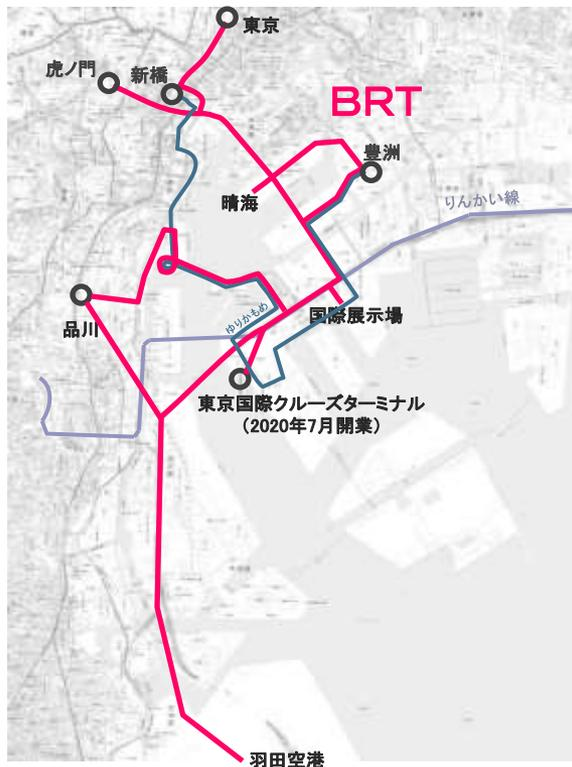 東京
虎ノ門
新橋
BRT
豊洲
晴海
りんかい線
ゆりかもめ
国際展示場
品川
東京国際クルーズターミナル
(2020年7月開業)
羽田空港